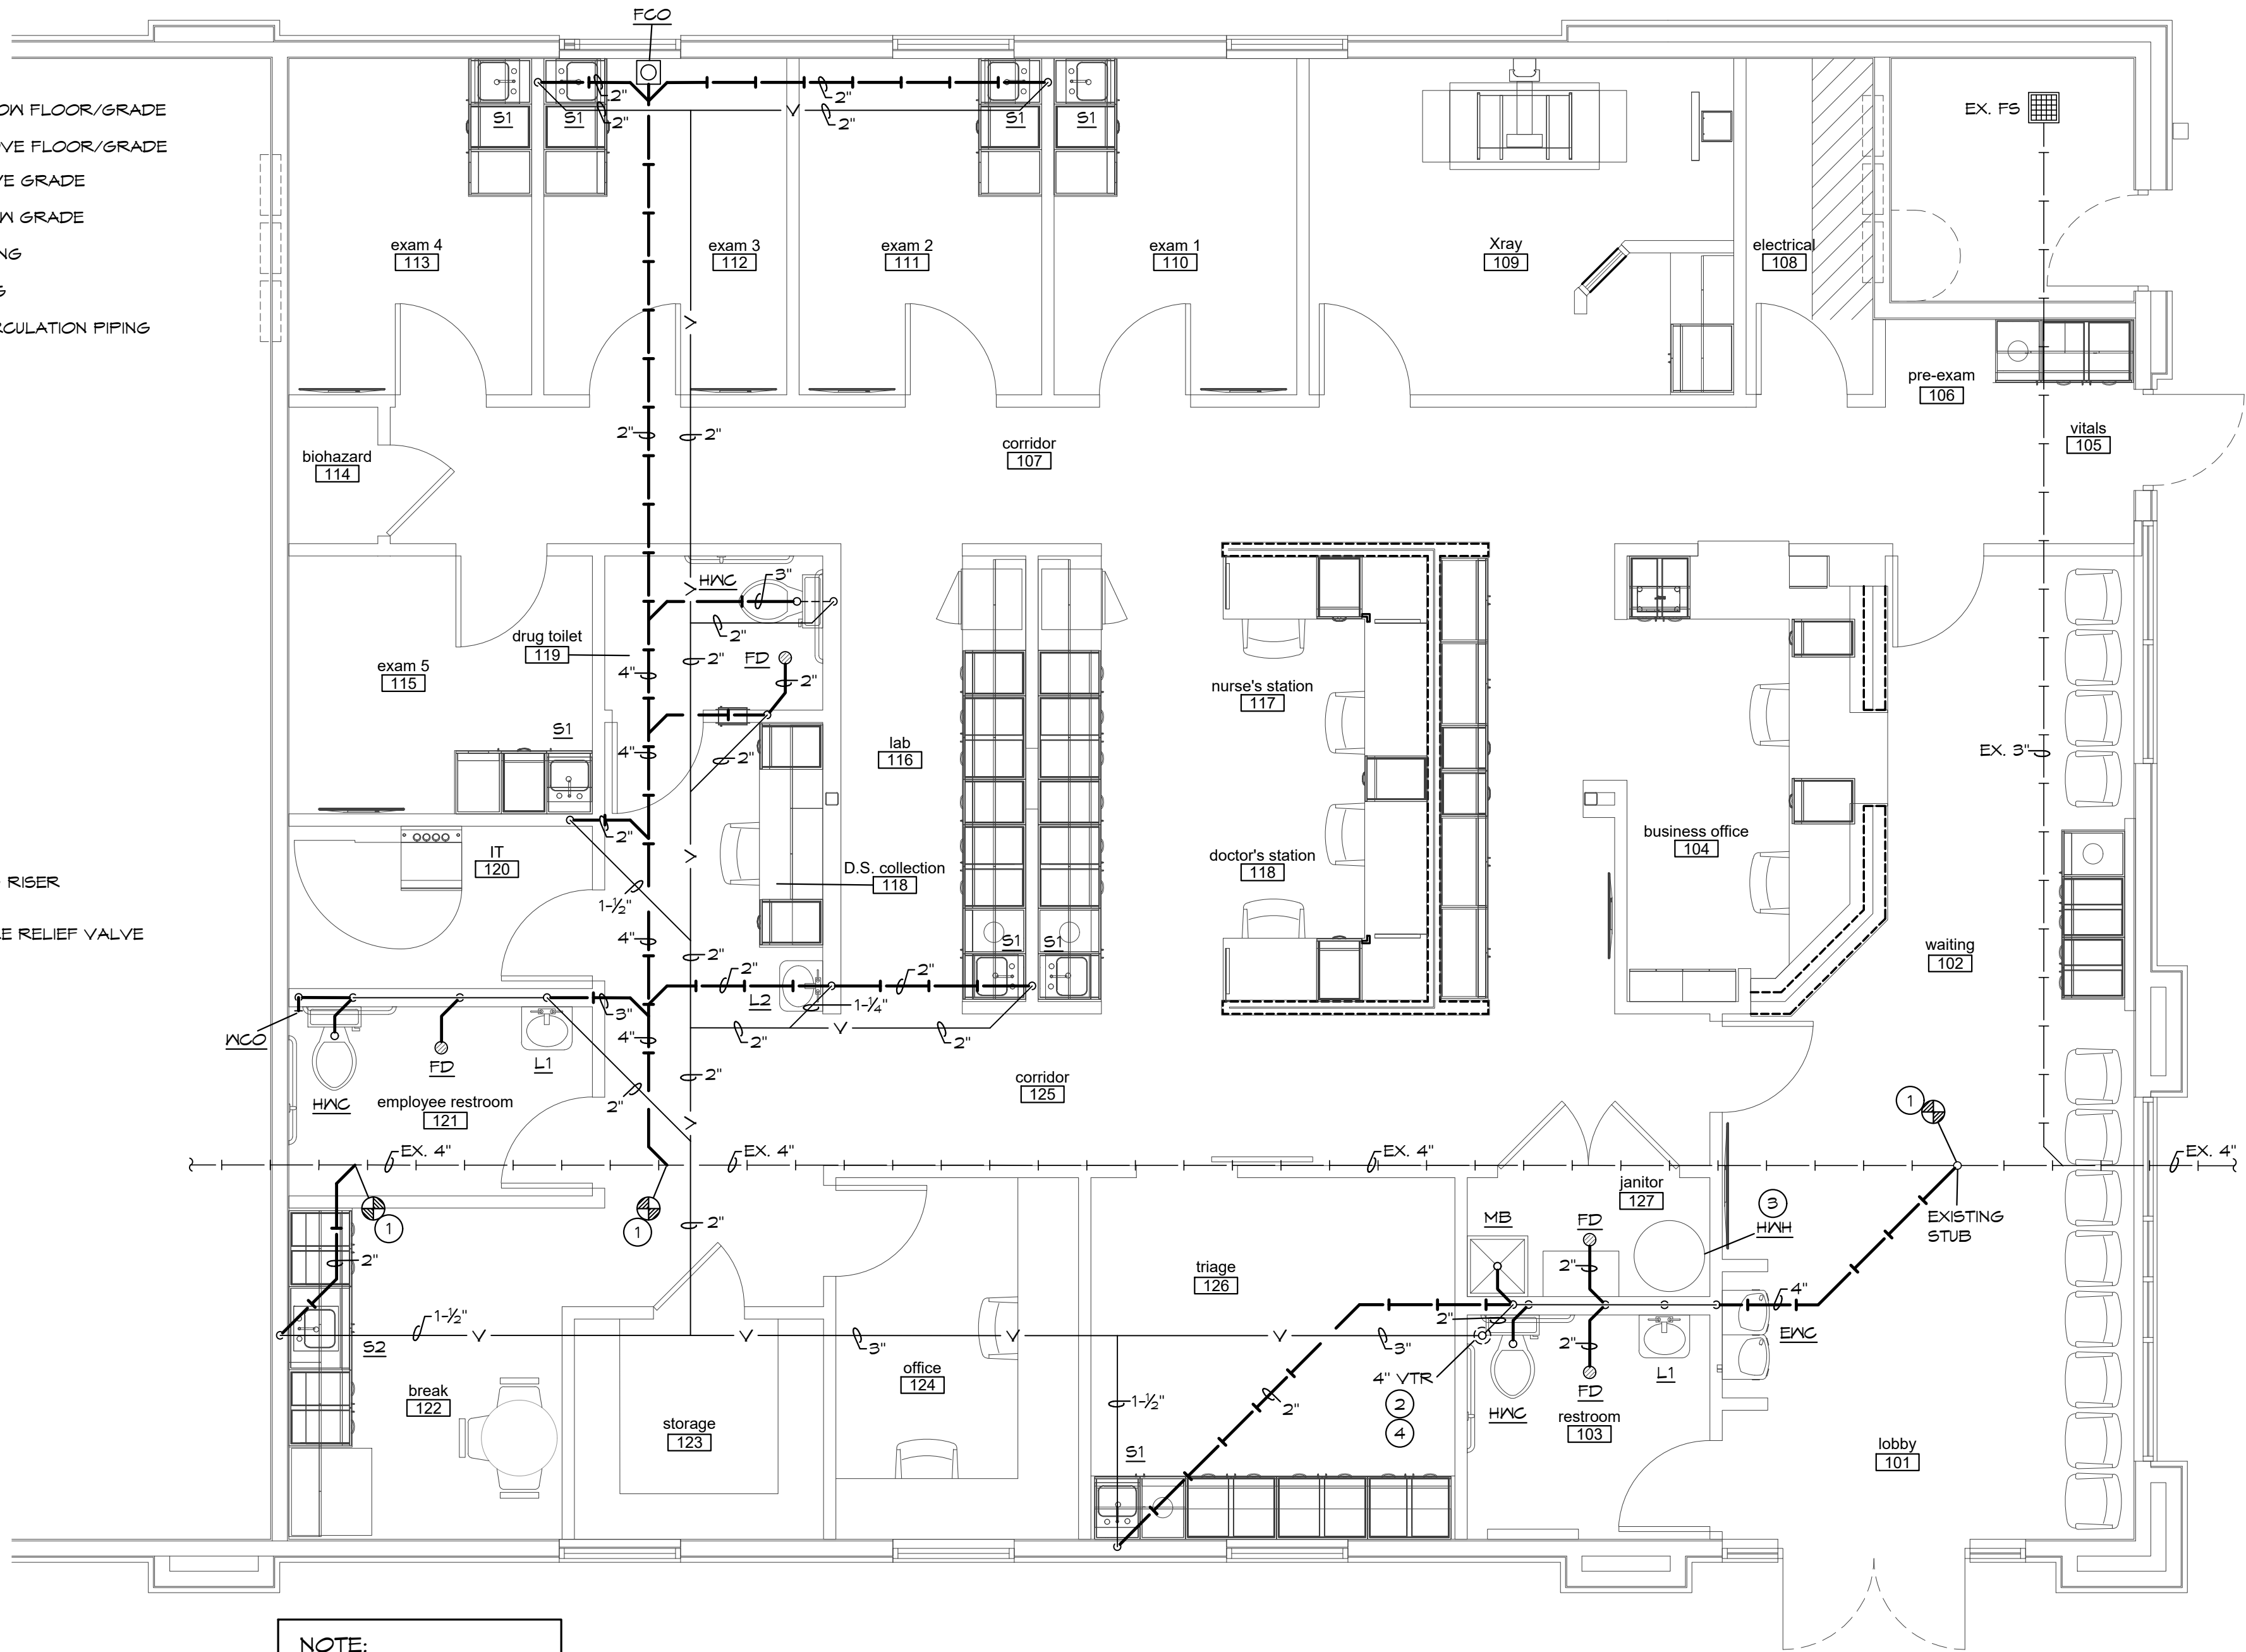 FCO
OW FLOOR/GRADE
VE FLOOR/GRADE
VE GRADE
W GRADE
NG
G
RCULATION PIPING
RISER
E RELIEF VALVE
2"
2"
2"
2"
V
S1
S1
S1
S1
EX. FS
exam 4
113
exam 3
112
exam 2
111
exam 1
110
Xray
109
electrical
108
V
pre-exam
106
vitals
105
2"
2"
corridor
107
biohazard
114
HWC
3"
V
2"
drug toilet
119
2"
FD
4"
2"
exam 5
115
S1
4"
2"
lab
116
nurse's station
117
EX. 3"
2"
IT
120
V
1-½"
D.S. collection
118
doctor's station
118
business office
104
4"
2"
2"
2"
S1
S1
L2
1-¼"
waiting
102
3"
4"
2"
V
2"
WCO
FD
L1
HWC
employee restroom
121
2"
2"
V
corridor
125
1
EX. 4"
EX. 4"
EX. 4"
EX. 4"
1
1
2"
janitor
127
3
HWH
EXISTING
STUB
MB
FD
2"
2"
triage
126
4"
EWC
2"
2"
1-½"
V
V
V
V
3"
3"
S2
FD
L1
HWC
4" VTR
2
4
office
124
break
122
storage
123
1-½"
2"
S1
restroom
103
lobby
101
NOTE: